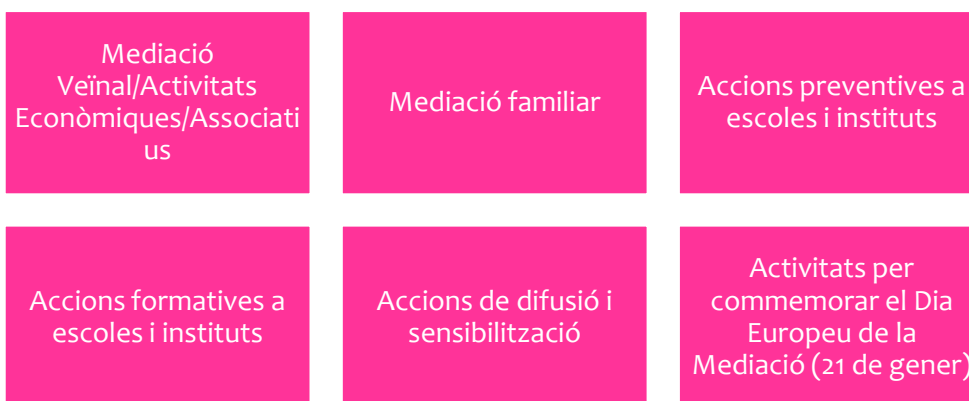 Mediació
Veïnal/Activitats
Econòmiques/Associati
us
Mediació familiar
Accions preventives a
escoles i instituts
Accions formatives a
escoles i instituts
Accions de difusió i
sensibilització
Activitats per
commemorar el Dia
Europeu de la
Mediació (21 de gener)